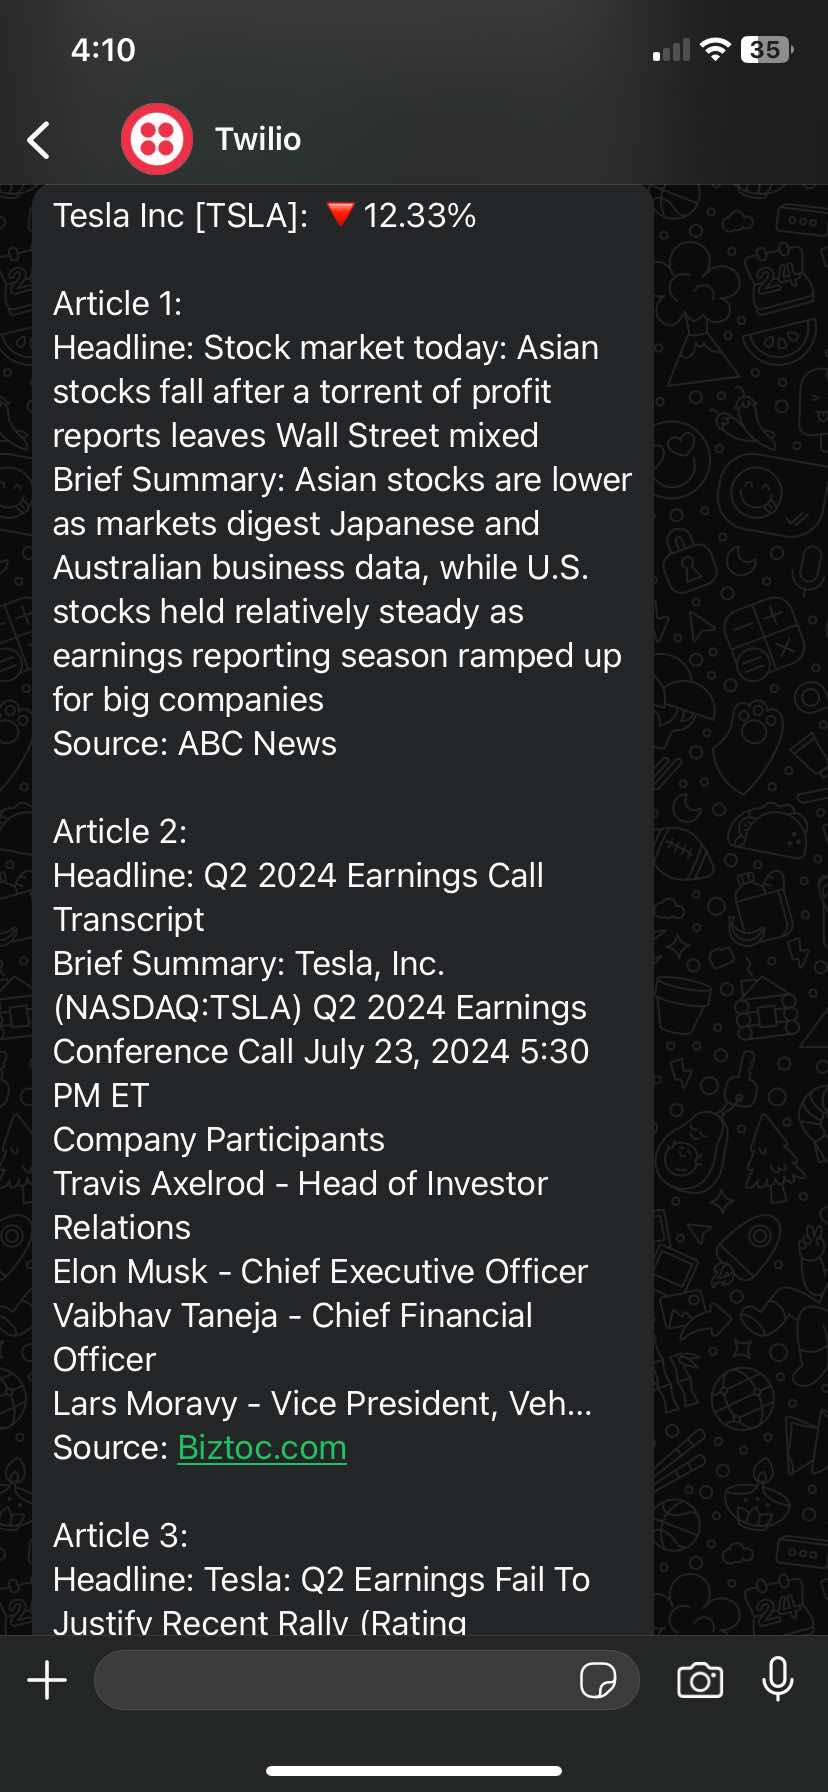 4:10
35
Twilio
Tesla Inc [TSLA]: 🔻12.33%
Article 1:
Headline: Stock market today: Asian
stocks fall after a torrent of profit
reports leaves Wall Street mixed
Brief Summary: Asian stocks are lower
as markets digest Japanese and
Australian business data, while U.S.
stocks held relatively steady as
earnings reporting season ramped up
for big companies
Source: ABC News
Article 2:
Headline: Q2 2024 Earnings Call
Transcript
Brief Summary: Tesla, Inc.
(NASDAQ:TSLA) Q2 2024 Earnings
Conference Call July 23, 2024 5:30
PM ET
Company Participants
Travis Axelrod - Head of Investor
Relations
Elon Musk - Chief Executive Officer
Vaibhav Taneja - Chief Financial
Officer
Lars Moravy - Vice President, Veh...
Source: Biztoc.com
Article 3:
Headline: Tesla: Q2 Earnings Fail To
Justify Recent Rally (Rating